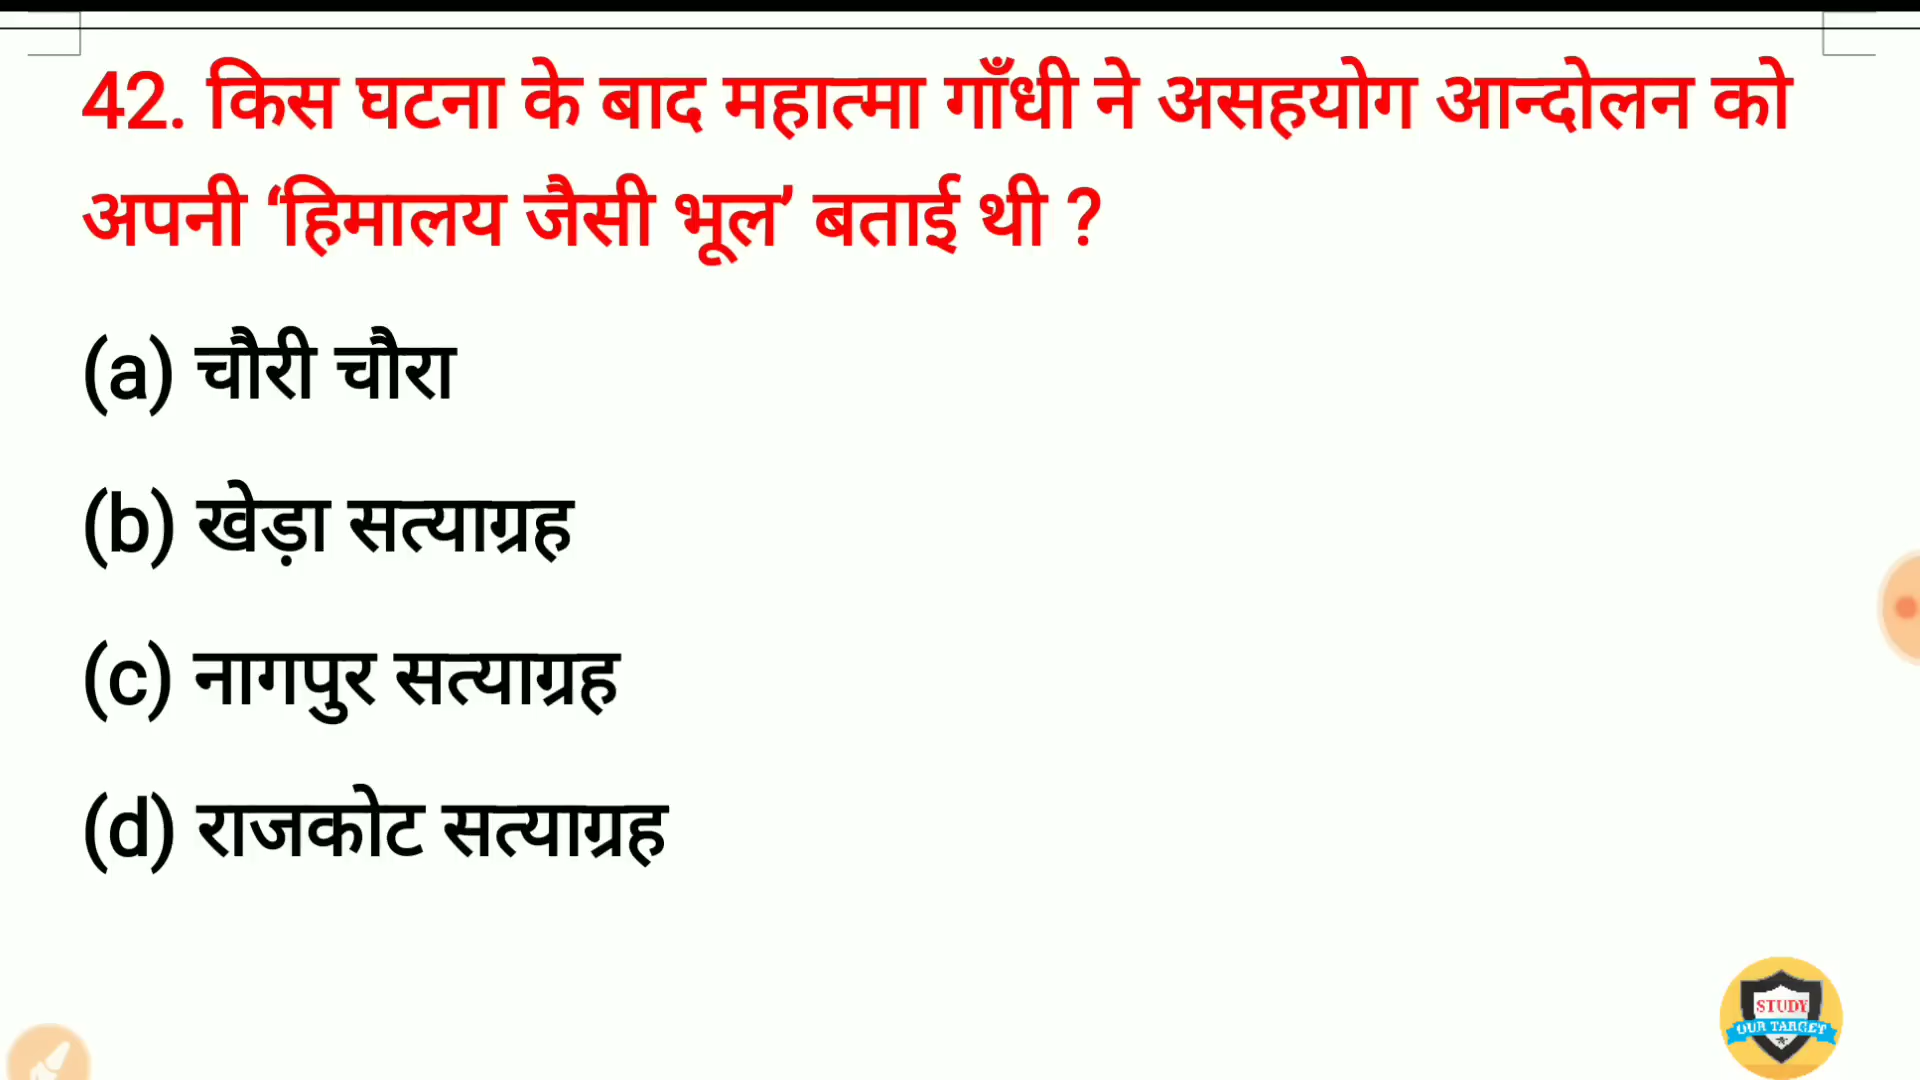 42. किस घटना के बाद महात्मा गाँधी ने असहयोग आन्दोलन को
अपनी ‘हिमालय जैसी भूल’ बताई थी ?
(a) चौरी चौरा
(b) खेड़ा सत्याग्रह
(c) नागपुर सत्याग्रह
(d) राजकोट सत्याग्रह
STUDY
OUR TARGET